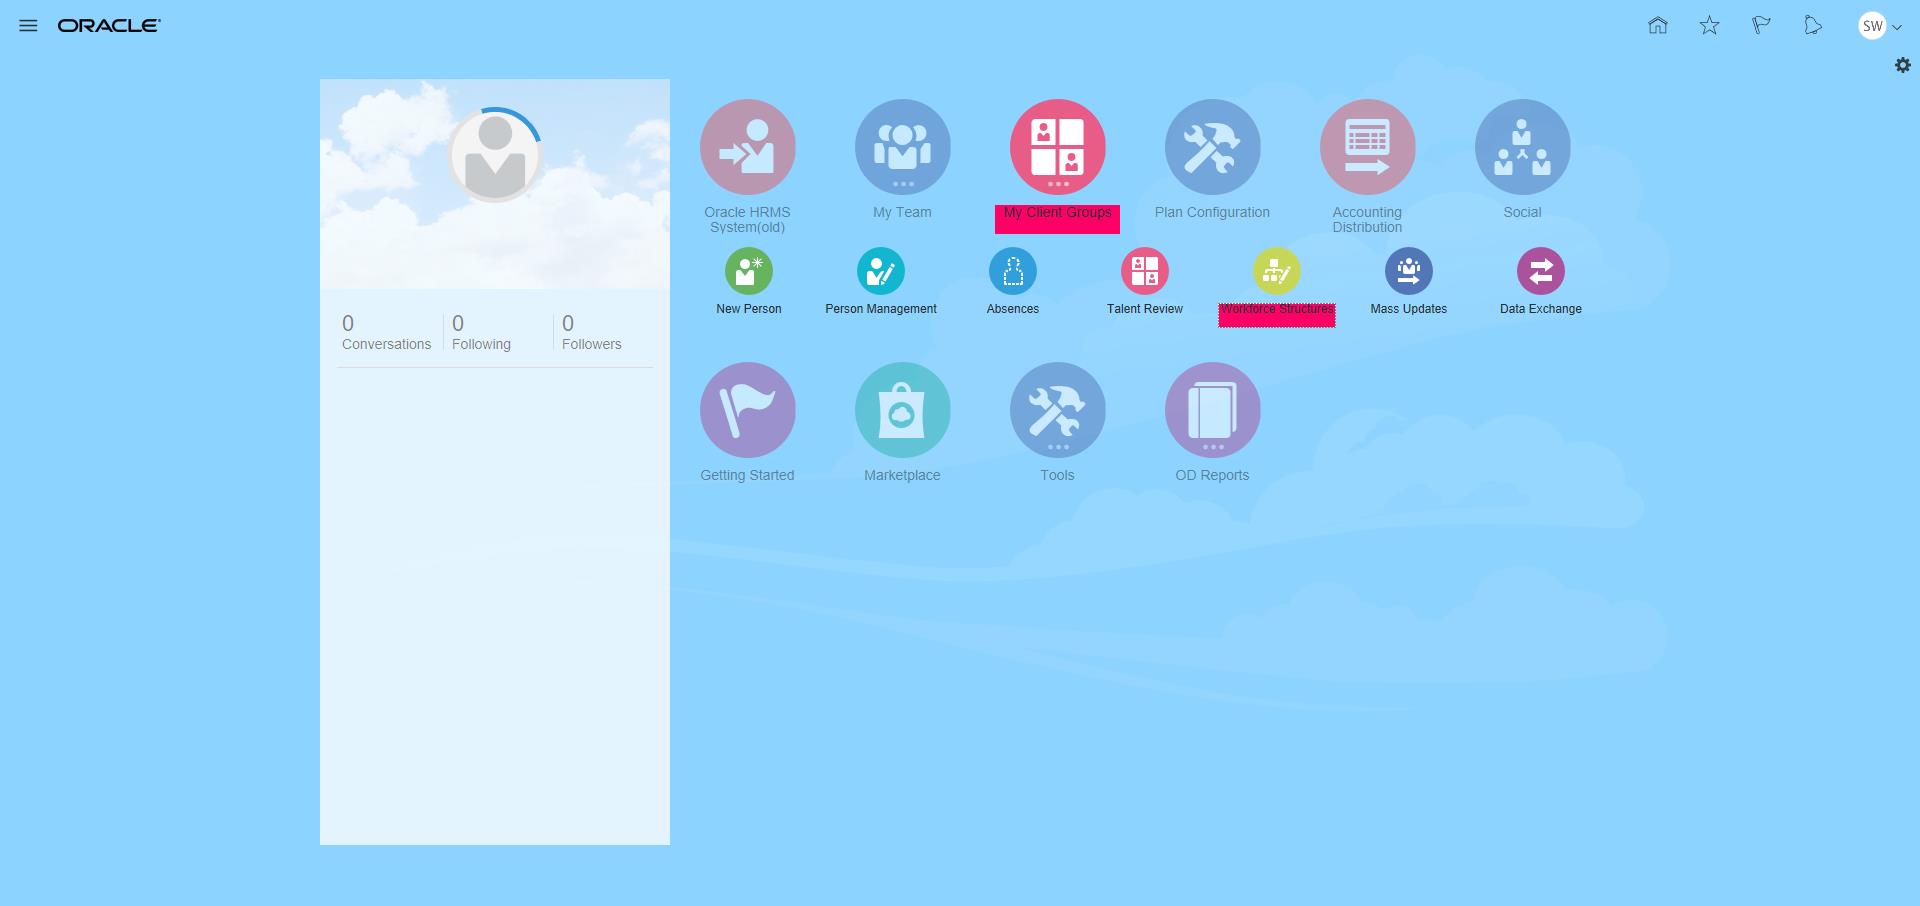 ORACLE
SW
0
Conversations
0
Following
0
Followers
Oracle HRMS
System(old)
My Team
My Client Groups
Plan Configuration
Accounting
Distribution
Social
New Person
Person Management
Absences
Talent Review
Workforce Structures
Mass Updates
Data Exchange
Getting Started
Marketplace
Tools
OD Reports